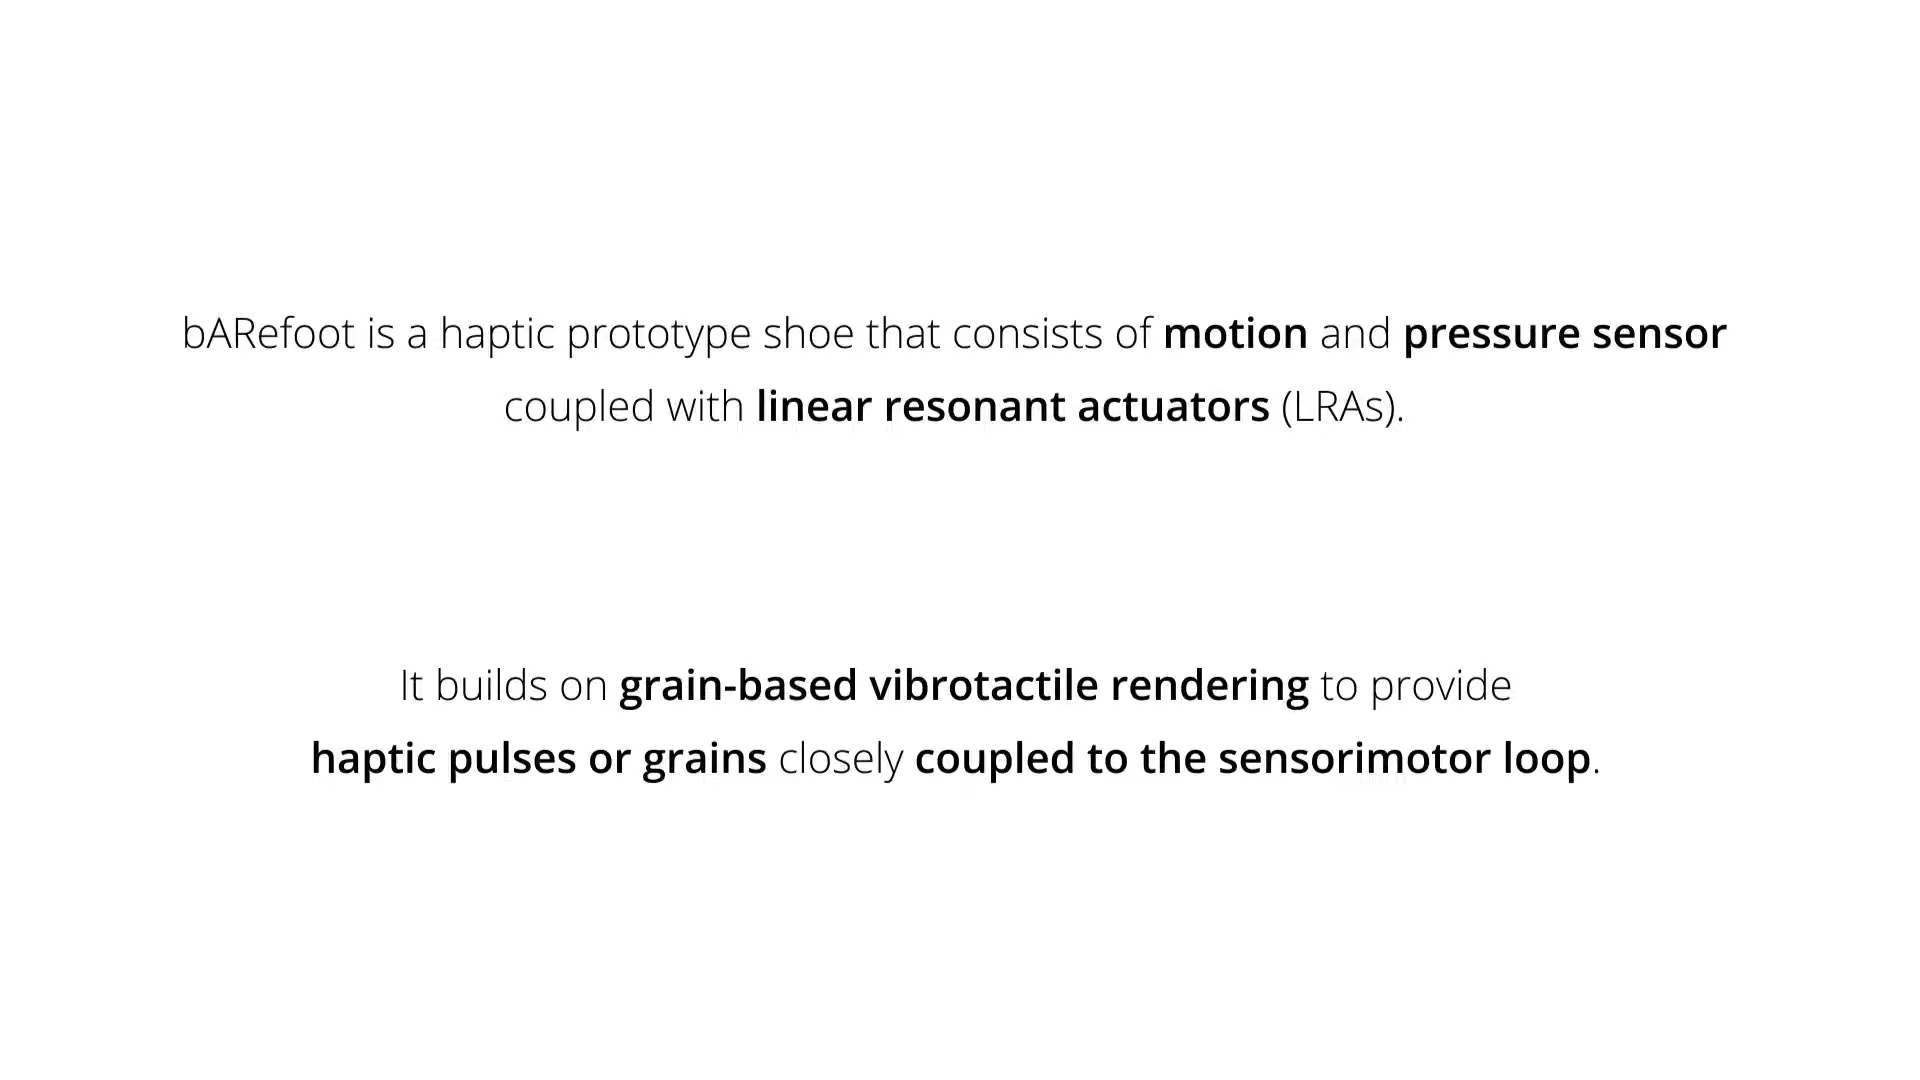 bARefoot is a haptic prototype shoe that consists of motion and pressure sensor
coupled with linear resonant actuators (LRAs).
It builds on grain-based vibrotactile rendering to provide
haptic pulses or grains closely coupled to the sensorimotor loop.